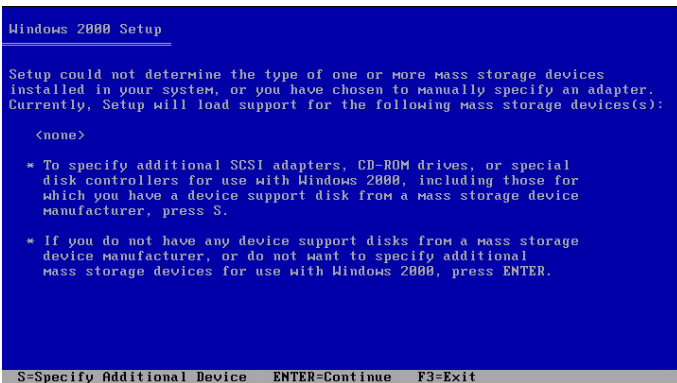 Windows 2000 Setup
Setup could not determine the type of one or more mass storage devices
installed in your system, or you have chosen to manually specify an adapter.
Currently, Setup will load support for the following mass storage devices(s):
<none>
* To specify additional SCSI adapters, CD-ROM drives, or special
disk controllers for use with Windows 2000, including those for
which you have a device support disk from a mass storage device
manufacturer, press S.
* If you do not have any device support disks from a mass storage
device manufacturer, or do not want to specify additional
mass storage devices for use with Windows 2000, press ENTER.
S=Specify Additional Device ENTER=Continue F3=Exit